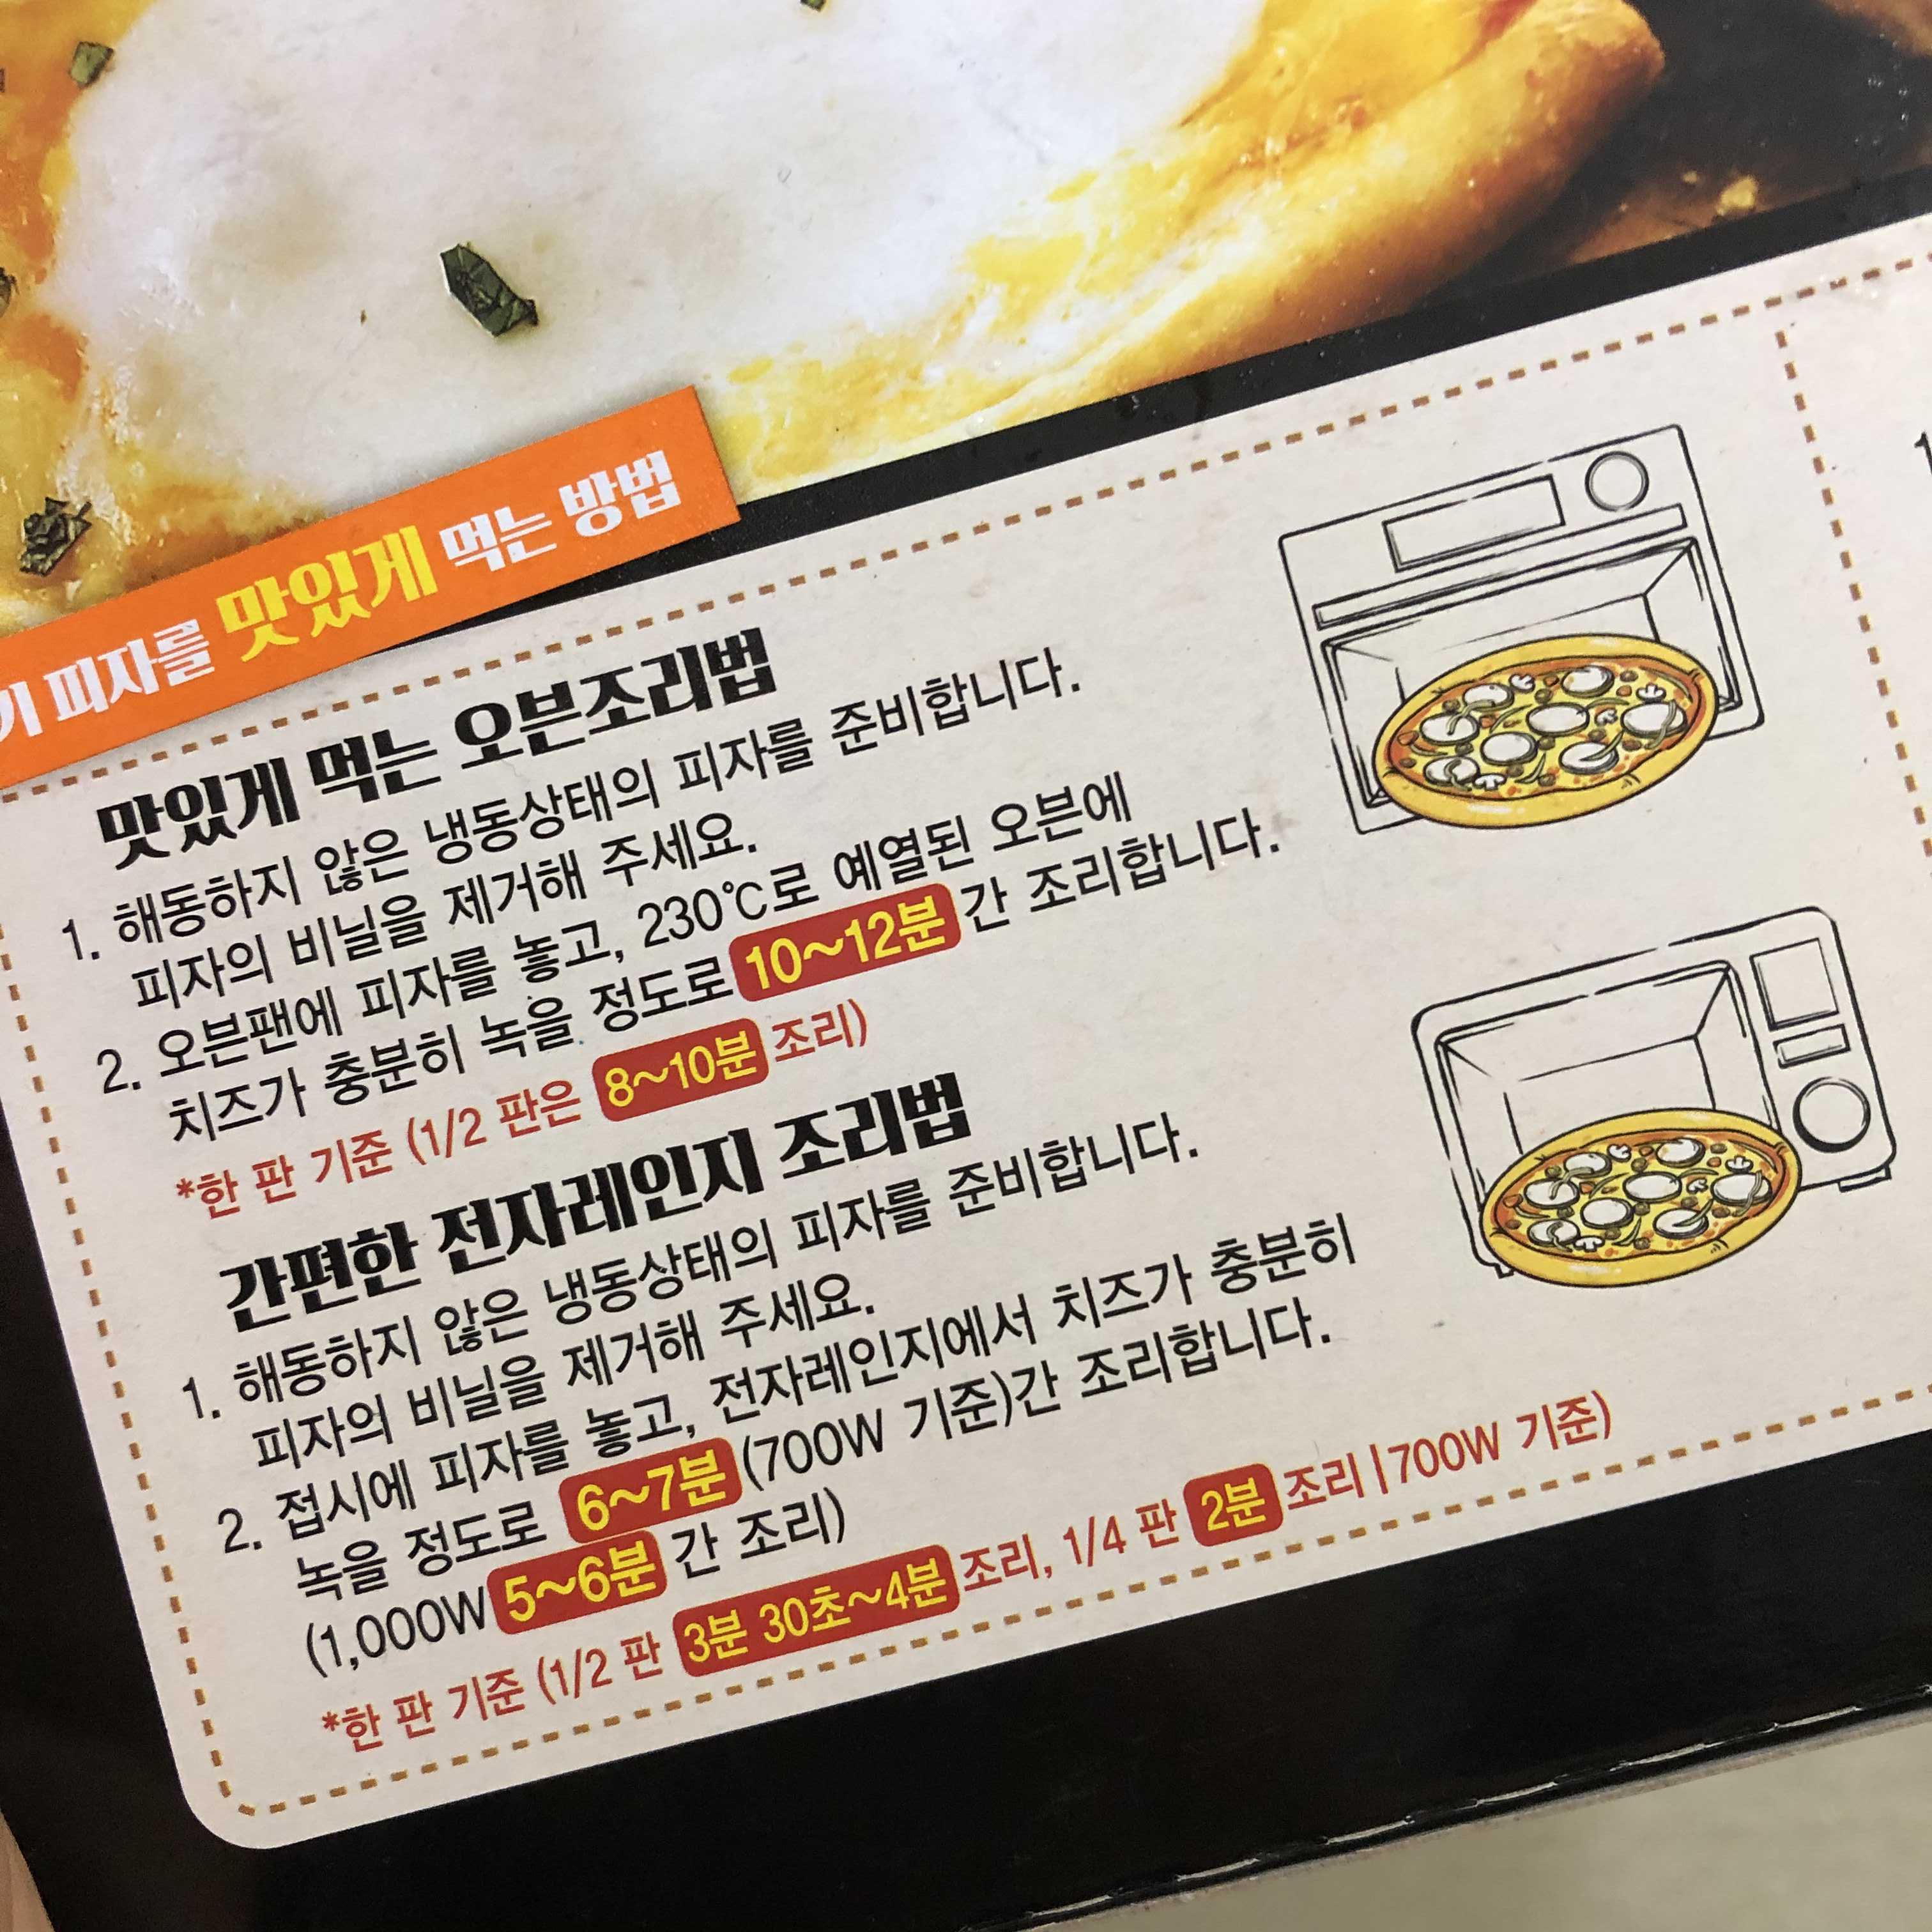 피자를 맛있게 먹는 방법
맛있게 먹는 오븐조리법
1. 해동하지 않은 냉동상태의 피자를 준비합니다.
피자의 비닐을 제거해 주세요.
2. 오븐팬에 피자를 놓고, 230℃로 예열된 오븐에
치즈가 충분히 녹을 정도로 10~12분 간 조리합니다.
*한 판 기준 (1/2 판은 8~10분 조리)
간편한 전자레인지 조리법
1. 해동하지 않은 냉동상태의 피자를 준비합니다.
피자의 비닐을 제거해 주세요.
2. 접시에 피자를 놓고, 전자레인지에서 치즈가 충분히
녹을 정도로 6~7분 (700W 기준)간 조리합니다.
(1,000W 5~6분 간 조리)
*한 판 기준 (1/2 판 3분 30초~4분 조리, 1/4 판 2분 조리 | 700W 기준)